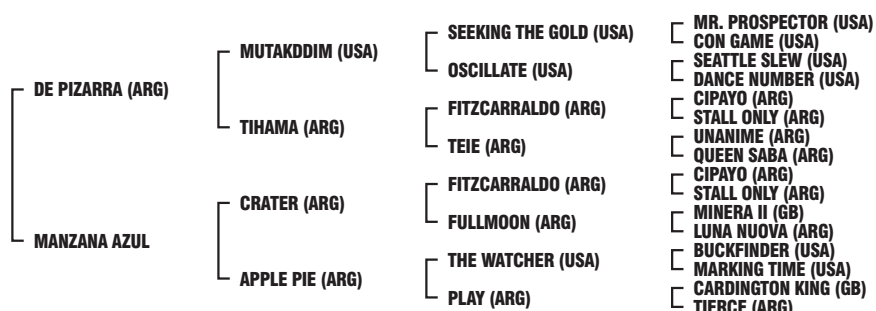 DE PIZARRA (ARG)
MANZANA AZUL
MUTAKDDIM (USA)
TIHAMA (ARG)
CRATER (ARG)
APPLE PIE (ARG)
SEEKING THE GOLD (USA)
OSCILLATE (USA)
FITZCARRALDO (ARG)
TEIE (ARG)
FITZCARRALDO (ARG)
FULLMOON (ARG)
THE WATCHER (USA)
PLAY (ARG)
MR. PROSPECTOR (USA)
CON GAME (USA)
SEATTLE SLEW (USA)
DANCE NUMBER (USA)
CIPAYO (ARG)
STALL ONLY (ARG)
UNANIME (ARG)
QUEEN SABA (ARG)
CIPAYO (ARG)
STALL ONLY (ARG)
MINERA II (GB)
LUNA NUOVA (ARG)
BUCKFINDER (USA)
MARKING TIME (USA)
CARDINGTON KING (GB)
TIERCE (ARG)